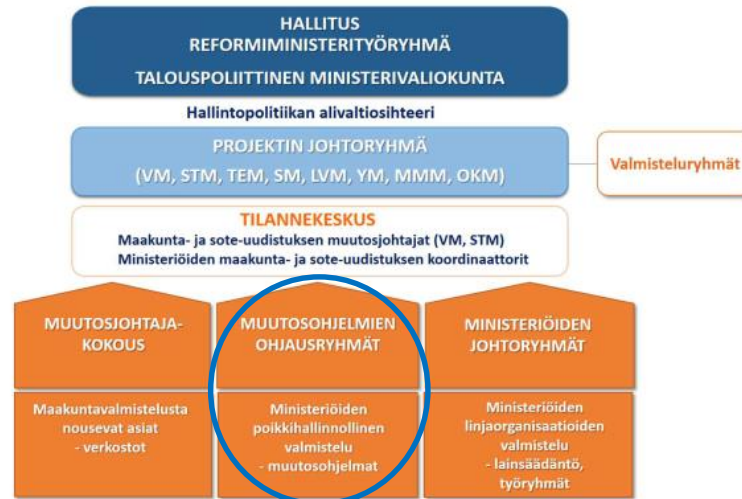 HALLITUS
REFORMIMINISTERITYÖRYHMÄ
TALOUSPOLIITTINEN MINISTERIVALIOKUNTA
Hallintopolitiikan alivaltiosihteeri
PROJEKTIN JOHTORYHMÄ
(VM, STM, TEM, SM, LVM, YM, MMM, OKM)
Valmisteluryhmät
TILANNEKESKUS
Maakunta- ja sote-uudistuksen muutosjohtajat (VM, STM)
Ministeriöiden maakunta- ja sote-uudistuksen koordinaattorit
MUUTOSJOHTAJA-
KOKOUS
Maakuntavalmistelusta
nousevat asiat
- verkostot
MUUTOSOHJELMIEN
OHJAUSRYHMÄT
Ministeriöiden
poikkihallinnollinen
valmistelu
- muutosohjelmat
MINISTERIÖIDEN
JOHTORYHMÄT
Ministeriöiden
linjaorganisaatioiden
valmistelu
- lainsäädäntö,
työryhmät